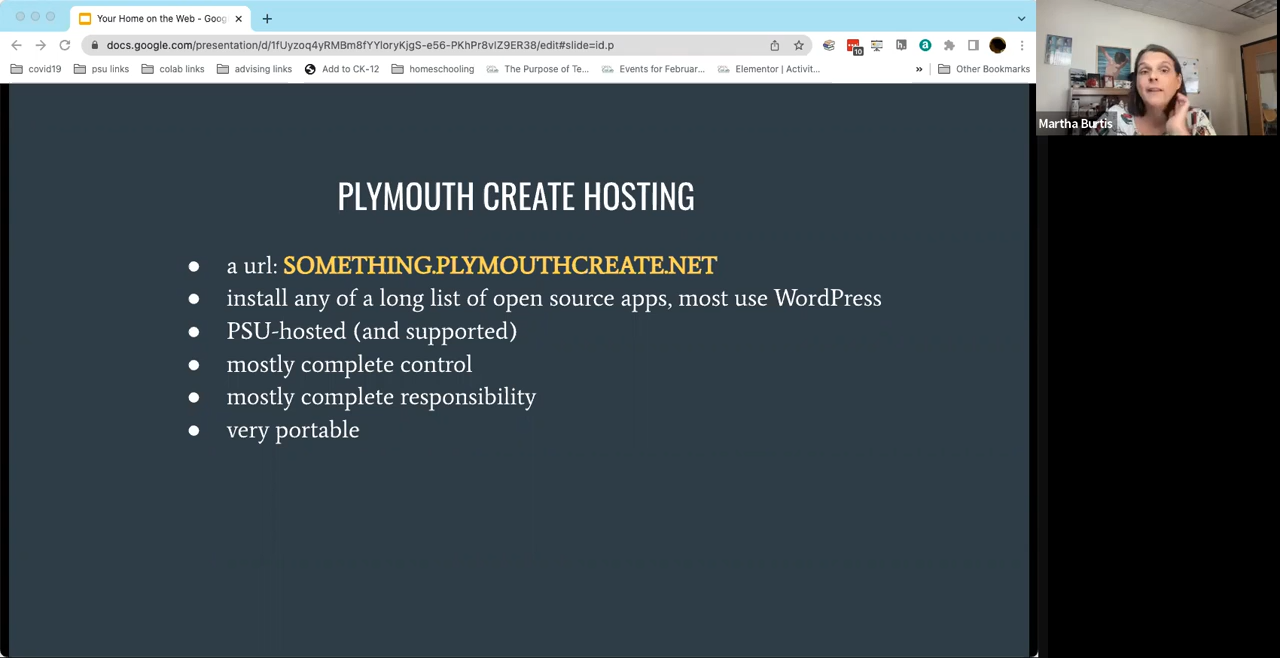 Your Home on the Web - Goog
docs.google.com/presentation/d/1fUyzoq4yRMBm8fYYloryKjgS-e56-PKhPr8vIZ9ER38/edit#slide=id.p
10
covid19 psu links colab links advising links Add to CK-12 homeschooling The Purpose of Te... Events for Februar... Elementor | Activit... » Other Bookmarks
Martha Burtis
PLYMOUTH CREATE HOSTING
● a url: SOMETHING.PLYMOUTHCREATE.NET
● install any of a long list of open source apps, most use WordPress
● PSU-hosted (and supported)
● mostly complete control
● mostly complete responsibility
● very portable